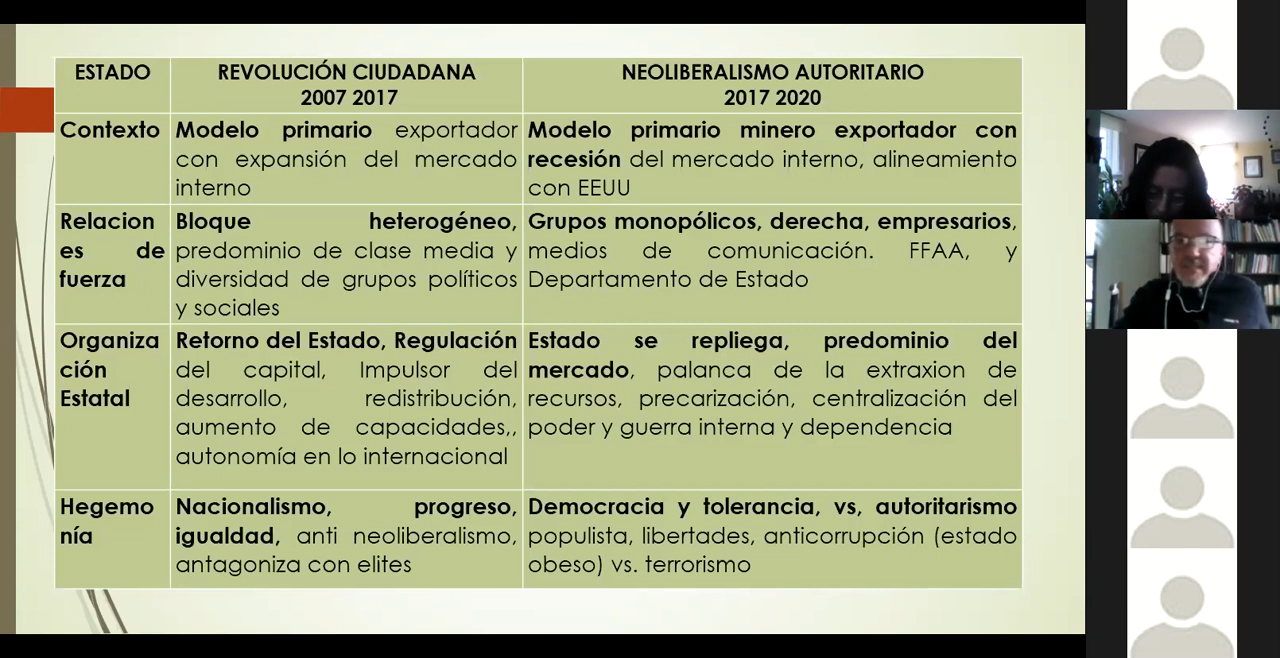 ESTADO
REVOLUCIÓN CIUDADANA
2007 2017
NEOLIBERALISMO AUTORITARIO
2017 2020
Contexto
Modelo primario exportador
con expansión del mercado
interno
Modelo primario minero exportador con
recesión del mercado interno, alineamiento
con EEUU
Relacion
es de
fuerza
Bloque heterogéneo,
predominio de clase media y
diversidad de grupos políticos
y sociales
Grupos monopólicos, derecha, empresarios,
medios de comunicación. FFAA, y
Departamento de Estado
Organiza
ción
Estatal
Retorno del Estado, Regulación
del capital, Impulsor del
desarrollo, redistribución,
aumento de capacidades,,
autonomía en lo internacional
Estado se repliega, predominio del
mercado, palanca de la extraxion de
recursos, precarización, centralización del
poder y guerra interna y dependencia
Hegemo
nía
Nacionalismo, progreso,
igualdad, anti neoliberalismo,
antagoniza con elites
Democracia y tolerancia, vs, autoritarismo
populista, libertades, anticorrupción (estado
obeso) vs. terrorismo